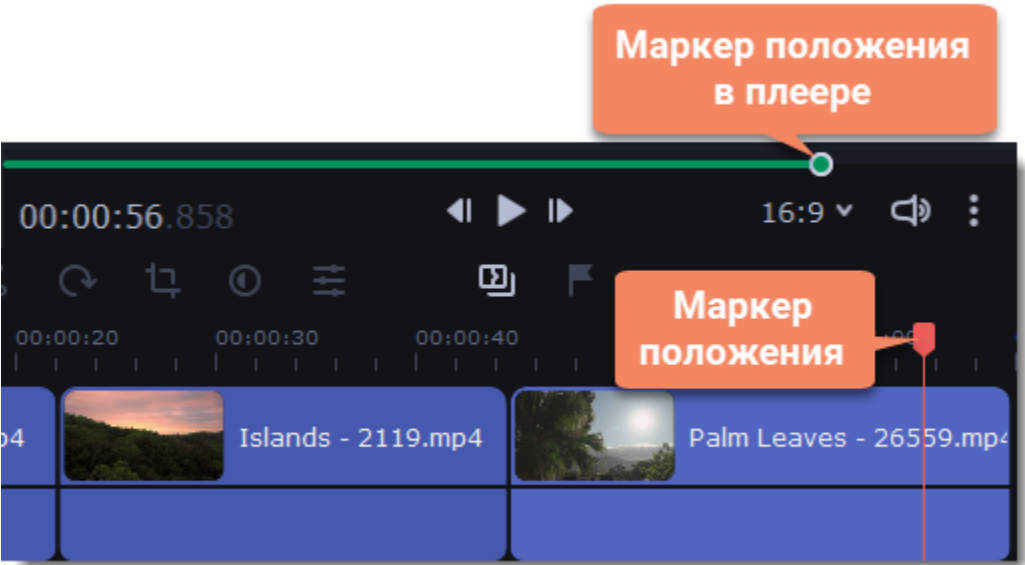 Маркер положения
в плеере
00:00:56.858
16:9
Маркер
положения
00:00:20
00:00:30
00:00:40
p4
Islands - 2119.mp4
Palm Leaves - 26559.mp4